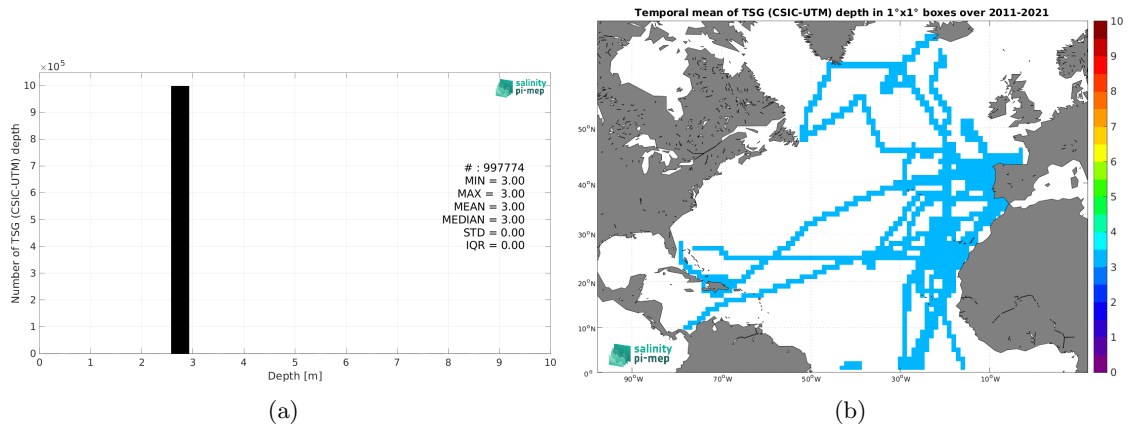 ×10⁵
10
9
8
7
6
5
4
3
2
1
0
Number of TSG (CSIC-UTM) depth
salinity
pi-mep
# : 997774
MIN = 3.00
MAX = 3.00
MEAN = 3.00
MEDIAN = 3.00
STD = 0.00
IQR = 0.00
0 1 2 3 4 5 6 7 8 9 10
Depth [m]
(a)
Temporal mean of TSG (CSIC-UTM) depth in 1°x1° boxes over 2011-2021
50°N
40°N
30°N
20°N
10°N
0°
salinity
pi-mep
90°W 70°W 50°W 30°W 10°W
10
9
8
7
6
5
4
3
2
1
0
(b)